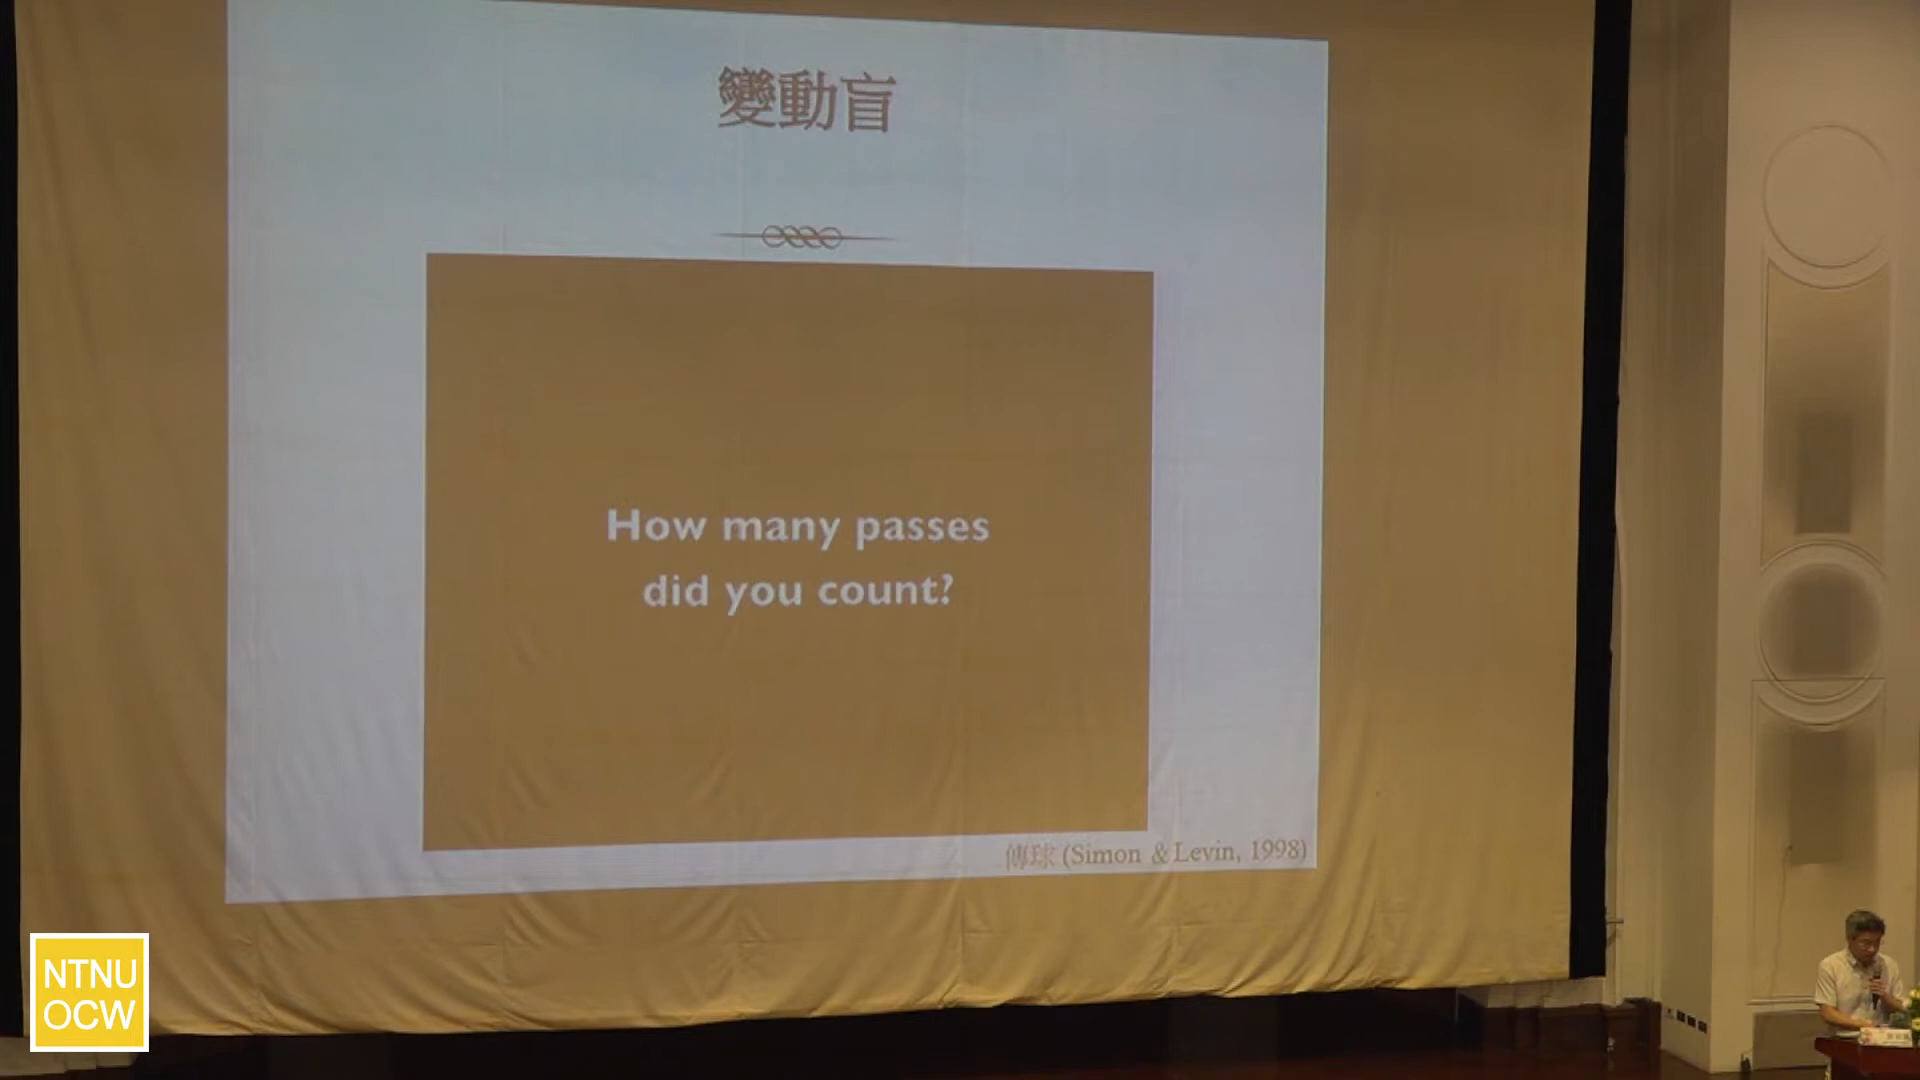 變動盲
How many passes
did you count?
傳球 (Simon & Levin, 1998)
NTNU
OCW